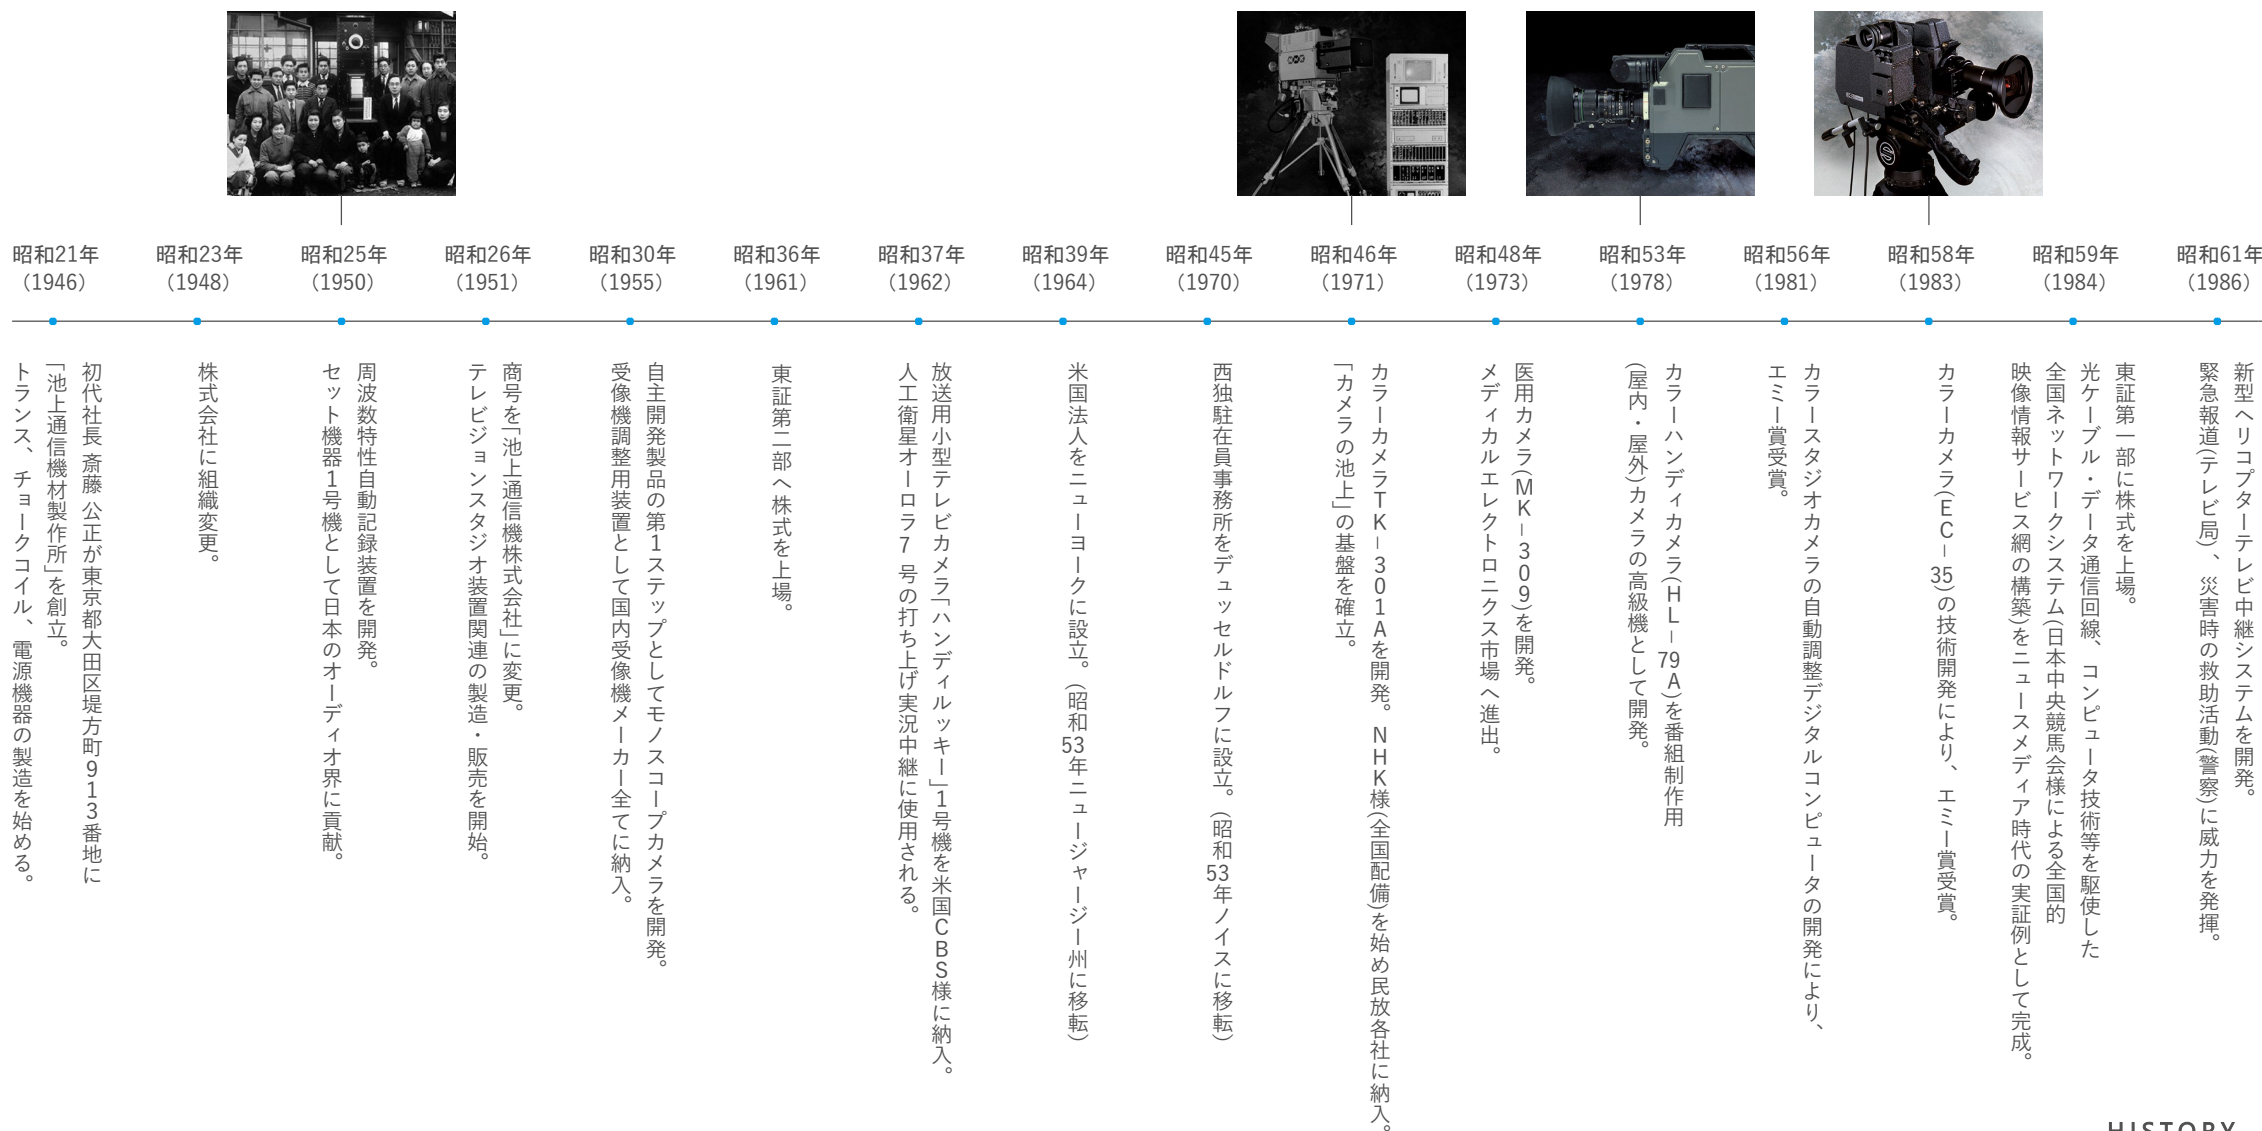 昭和21年
（1946）
初代社長 斎藤 公正が東京都大田区堤方町913番地に
「池上通信機材製作所」を創立。
トランス、チョークコイル、電源機器の製造を始める。
昭和23年
（1948）
株式会社に組織変更。
昭和25年
（1950）
周波数特性自動記録装置を開発。
セット機器1号機として日本のオーディオ界に貢献。
昭和26年
（1951）
商号を「池上通信機株式会社」に変更。
テレビジョンスタジオ装置関連の製造・販売を開始。
昭和30年
（1955）
自主開発製品の第1ステップとしてモノスコープカメラを開発。
受像機調整用装置として国内受像機メーカー全てに納入。
昭和36年
（1961）
東証第二部へ株式を上場。
昭和37年
（1962）
放送用小型テレビカメラ「ハンディルッキー」1号機を米国CBS様に納入。
人工衛星オーロラ7 号の打ち上げ実況中継に使用される。
昭和39年
（1964）
米国法人をニューヨークに設立。（昭和53年ニュージャージー州に移転）
昭和45年
（1970）
西独駐在員事務所をデュッセルドルフに設立。（昭和53年ノイスに移転）
昭和46年
（1971）
カラーカメラTK－301Aを開発。NHK様(全国配備)を始め民放各社に納入。
「カメラの池上」の基盤を確立。
昭和48年
（1973）
医用カメラ(MK－309)を開発。
メディカルエレクトロニクス市場へ進出。
昭和53年
（1978）
カラーハンディカメラ(HL－79A)を番組制作用
(屋内・屋外)カメラの高級機として開発。
昭和56年
（1981）
カラースタジオカメラの自動調整デジタルコンピュータの開発により、
エミー賞受賞。
昭和58年
（1983）
カラーカメラ(EC－35)の技術開発により、エミー賞受賞。
昭和59年
（1984）
東証第一部に株式を上場。
光ケーブル・データ通信回線、コンピュータ技術等を駆使した
全国ネットワークシステム(日本中央競馬会様による全国的
映像情報サービス網の構築)をニュースメディア時代の実証例として完成。
昭和61年
（1986）
新型ヘリコプターテレビ中継システムを開発。
緊急報道(テレビ局)、災害時の救助活動(警察)に威力を発揮。
HISTORY